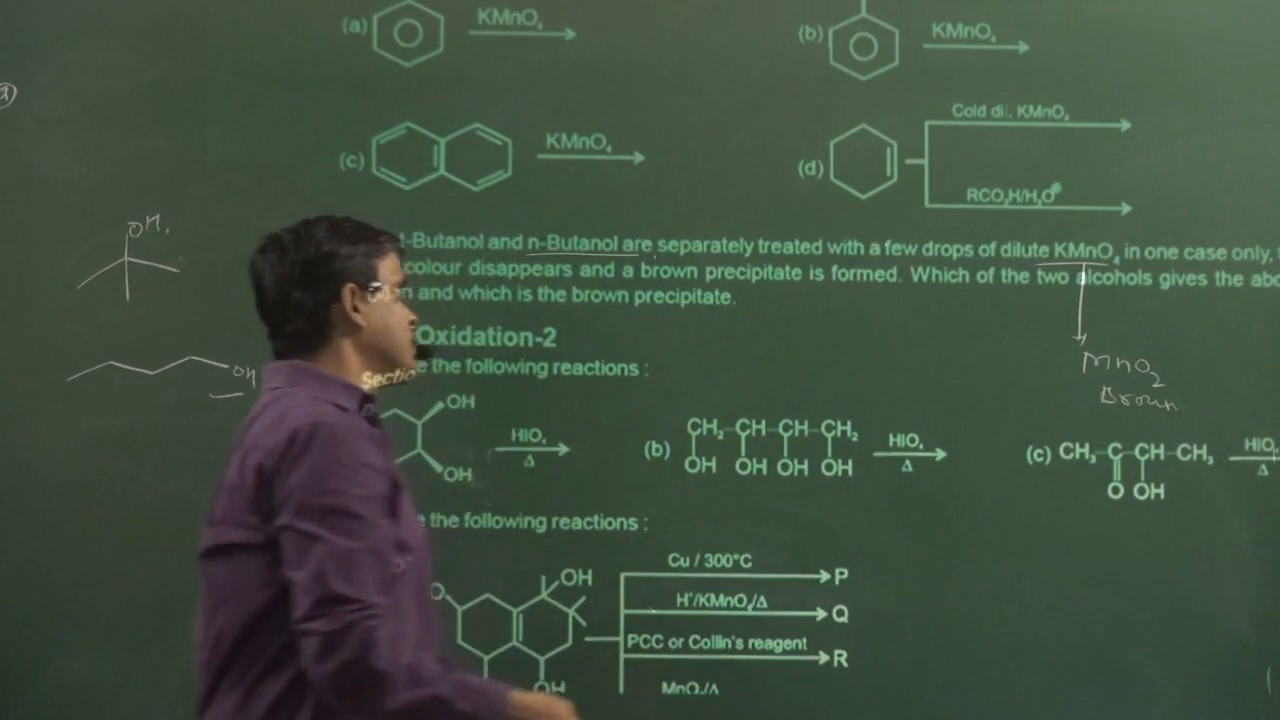 (a) KMnO₄
(b) KMnO₄
(c) KMnO₄
(d) Cold dil. KMnO₄
RCO₃H/H₃O⊕
OH
t-Butanol and n-Butanol are separately treated with a few drops of dilute KMnO₄ in one case only,
colour disappears and a brown precipitate is formed. Which of the two alcohols gives the
and which is the brown precipitate.
OH
MnO₂
Brown
Oxidation-2
the following reactions :
OH
OH
HIO₄
Δ
(b) CH₂ CH CH CH₂
OH OH OH OH
HIO₄
Δ
(c) CH₃ C CH CH₃
O OH
Δ
the following reactions :
OH
OH
Cu / 300°C P
H⁺/KMnO₄/Δ Q
PCC or Collin's reagent R
MnO₂/Δ